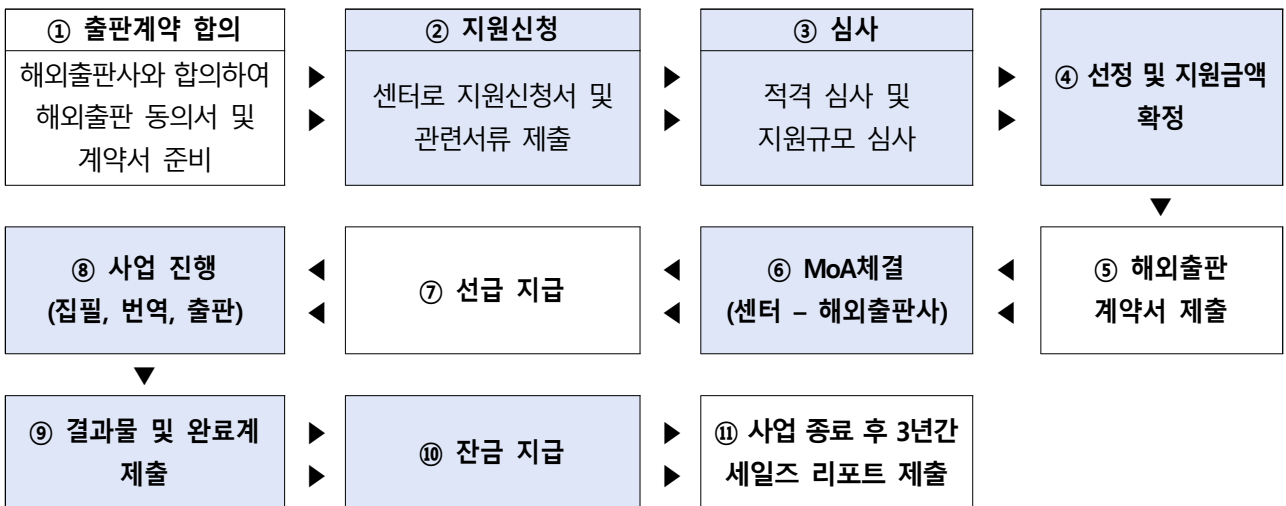 ① 출판계약 합의
해외출판사와 합의하여
해외출판 동의서 및
계약서 준비
▶
▶
② 지원신청
센터로 지원신청서 및
관련서류 제출
▶
▶
③ 심사
적격 심사 및
지원규모 심사
▶
▶
④ 선정 및 지원금액
확정
▼
⑤ 해외출판
계약서 제출
◀
◀
⑥ MoA체결
(센터 – 해외출판사)
◀
◀
⑦ 선급 지급
◀
◀
⑧ 사업 진행
(집필, 번역, 출판)
▼
⑨ 결과물 및 완료계
제출
▶
▶
⑩ 잔금 지급
▶
▶
⑪ 사업 종료 후 3년간
세일즈 리포트 제출